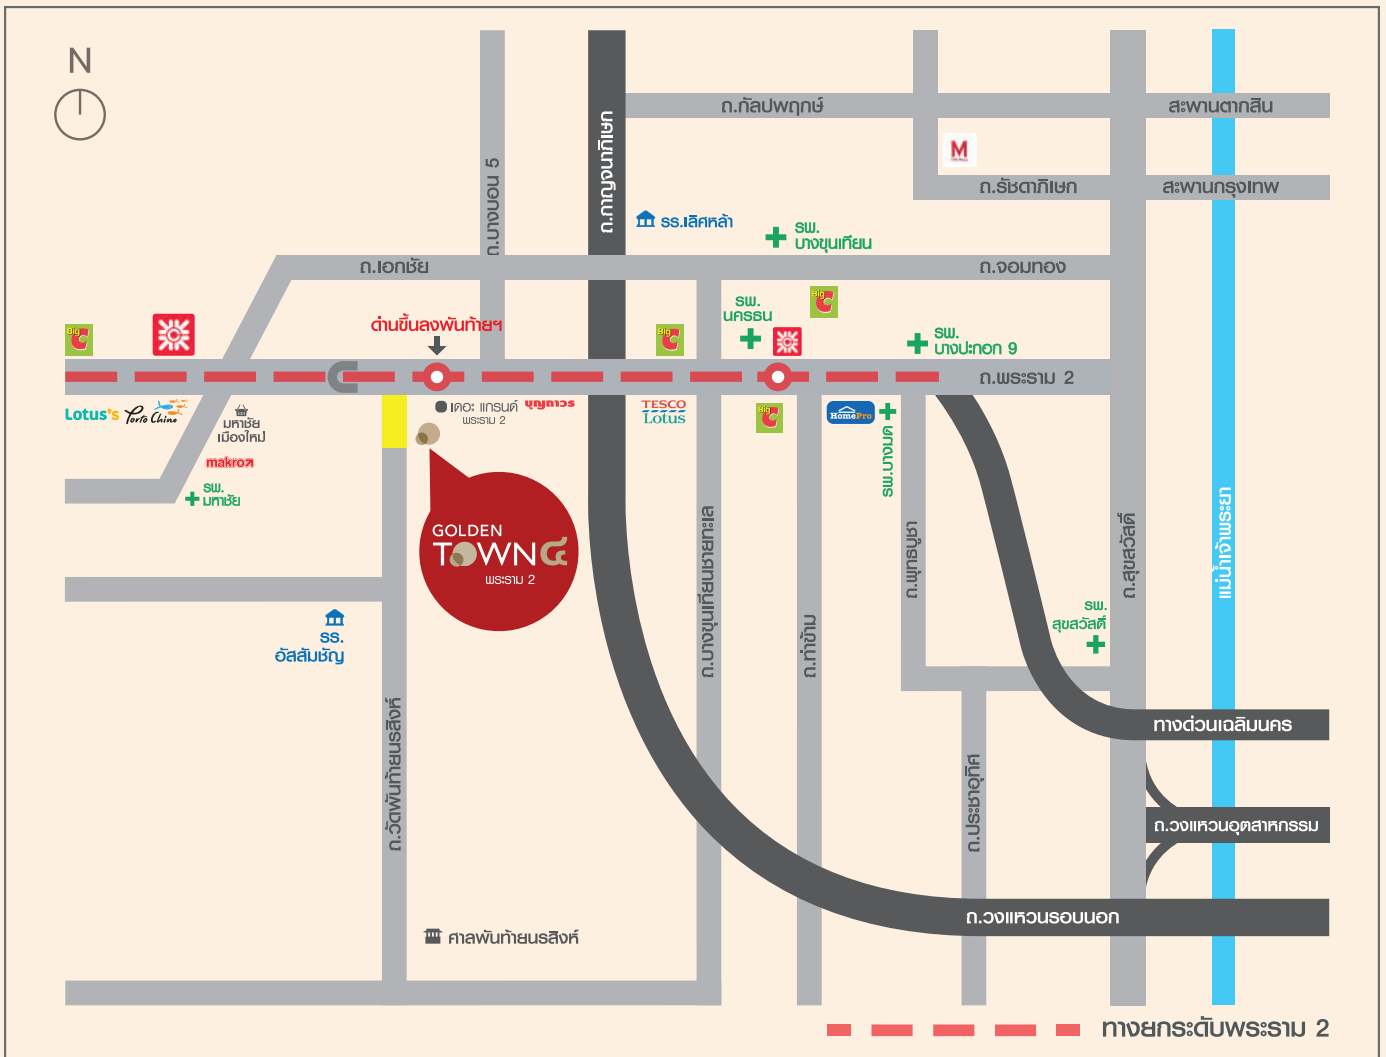 N
ถ.กัลปพฤกษ์
สะพานตากสิน
ถ.กาญจนาภิเษก
ถ.บางบอน 5
M
ถ.รัชดาภิเษก
สะพานกรุงเทพ
รร.เลิศหล้า
รพ.
บางขุนเทียน
ถ.เอกชัย
ถ.จอมทอง
Big C
ด่านขึ้นลงพันท้ายฯ
Big C
รพ.
นครธน
Big C
รพ.
บางปะกอก 9
ถ.พระราม 2
Lotus's
Porto Chino
มหาชัย
เมืองใหม่
makro
รพ.
มหาชัย
เดอะ แกรนด์
พระราม 2
บุญถาวร
TESCO
Lotus
Big C
HomePro
รพ.บางมด
GOLDEN
TOWN
พระราม 2
รร.
อัสสัมชัญ
ถ.วัดพันท้ายนรสิงห์
ถ.บางขุนเทียนชายทะเล
ถ.ท่าข้าม
ถ.พุทธบูชา
ถ.สุขสวัสดิ์
แม่น้ำเจ้าพระยา
รพ.
สุขสวัสดิ์
ทางด่วนเฉลิมนคร
ถ.ประชาอุทิศ
ถ.วงแหวนอุตสาหกรรม
ถ.วงแหวนรอบนอก
ศาลพันท้ายนรสิงห์
ทางยกระดับพระราม 2